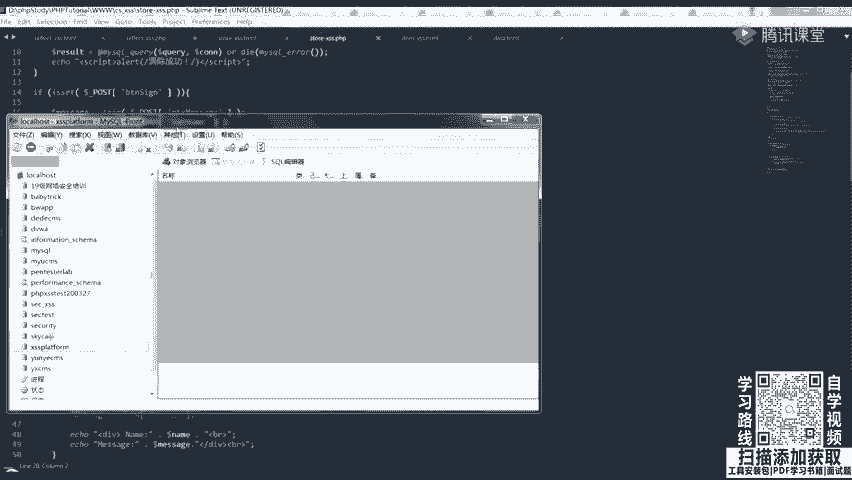 D:\phpStudy\PHPTutorial\WWW\cs_xss\store-xss.php - Sublime Text (UNREGISTERED)
File Edit Selection Find View Goto Tools Project Preferences Help
store-xss.php
腾讯课堂
10 $result = @mysql_query($query, $conn) or die(mysql_error());
11 echo "<script>alert(/清除成功！/)</script>";
12 }
13
14 if (isset( $_POST[ 'btnSign' ] )){
15
localhost - xssplatform - MySQL-Front
文件(Z) 编辑(Y) 搜索(X) 视图(W) 数据库(V) 其他(T) 设置(U) 帮助(S)
对象浏览器 SQL编辑器
名称
localhost
19级网络安全培训
babytrick
bwapp
dedecms
dvwa
information_schema
mysql
myucms
pentesterlab
performance_schema
phpxsstest200327
sec_xss
sectest
security
xssplatform
yunyecms
yxcms
进程
状态
47
48 echo "<div> Name:" . $name . "<br>";
49 echo "Message:" . $message."</div><br>";
50 }
学习路线
自学视频
扫描添加获取
工具安装包|PDF学习书籍|面试题